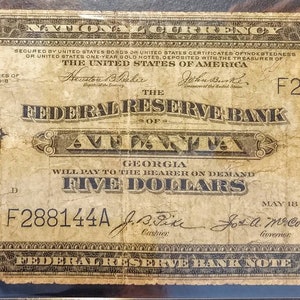 NATIONAL CURRENCY
SECURED BY UNITED STATES BONDS OR UNITED STATES CERTIFICATES OF INDEBTEDNESS
OR UNITED STATES ONE-YEAR GOLD NOTES, DEPOSITED WITH THE TREASURER OF
THE UNITED STATES OF AMERICA
F2
THE
FEDERAL RESERVE BANK
OF
ATLANTA
GEORGIA
WILL PAY TO THE BEARER ON DEMAND
D
FIVE DOLLARS
MAY 18
F288144A
Cashier
Governor
FEDERAL RESERVE BANK NOTE